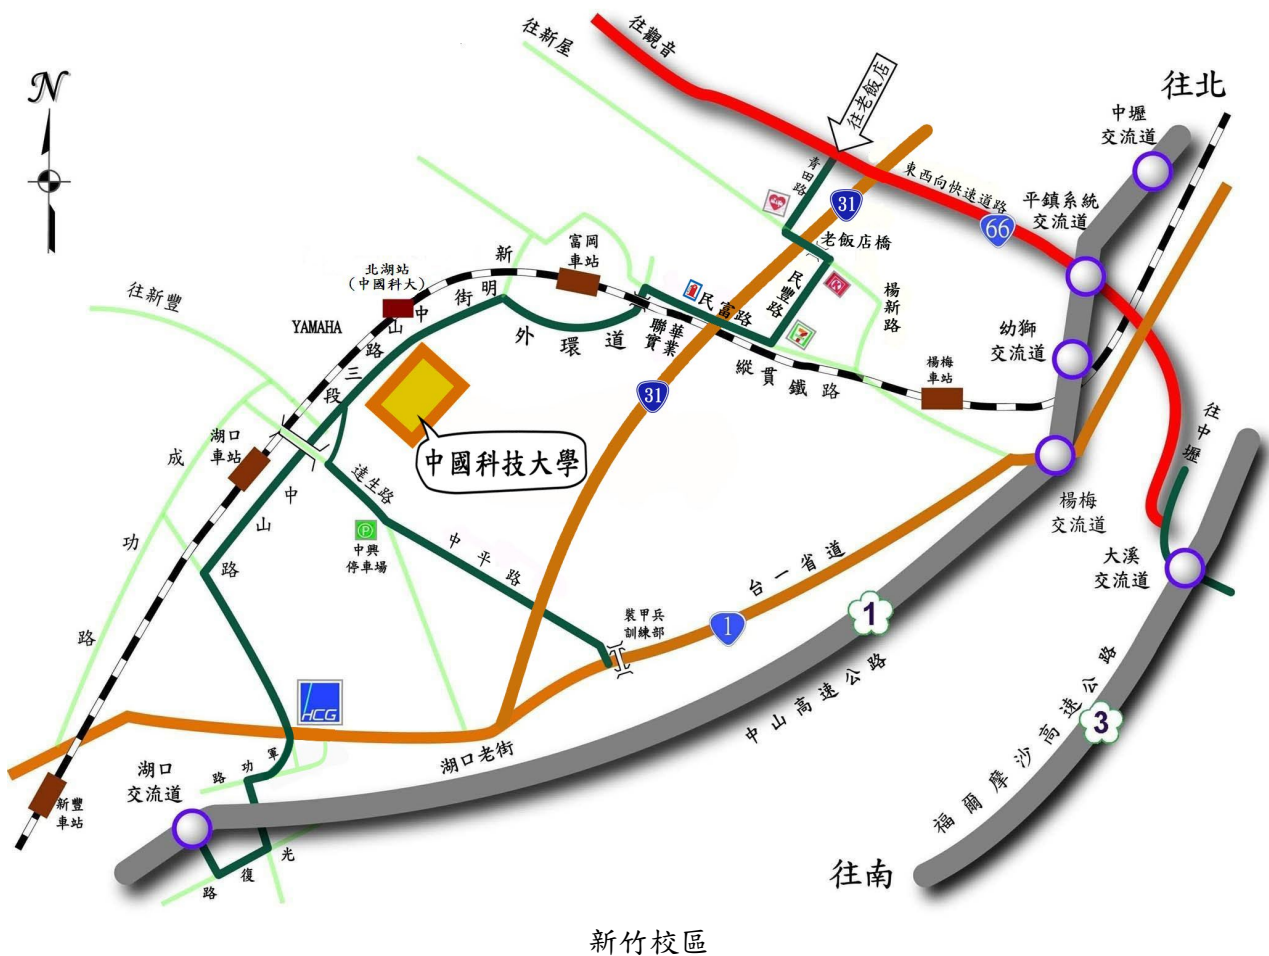 N
往新屋
往觀音
往老飯店
往北
中壢
交流道
青田路
31
東西向快速道路
66
平鎮系統
交流道
老飯店橋
富岡
車站
新明街
北湖站
(中國科大)
往新豐
YAMAHA
中山路三段
外環道
民富路
民豐路
楊新路
聯華
實業
縱貫鐵路
幼獅
交流道
楊梅
車站
31
往中壢
湖口
車站
中國科技大學
成功路
中山路
達生路
P
中興
停車場
中平路
楊梅
交流道
大溪
交流道
台一省道
1
裝甲兵
訓練部
1
中山高速公路
HCG
湖口老街
福爾摩沙高速公路
3
湖口
交流道
軍功路
新豐
車站
光復路
往南
新竹校區